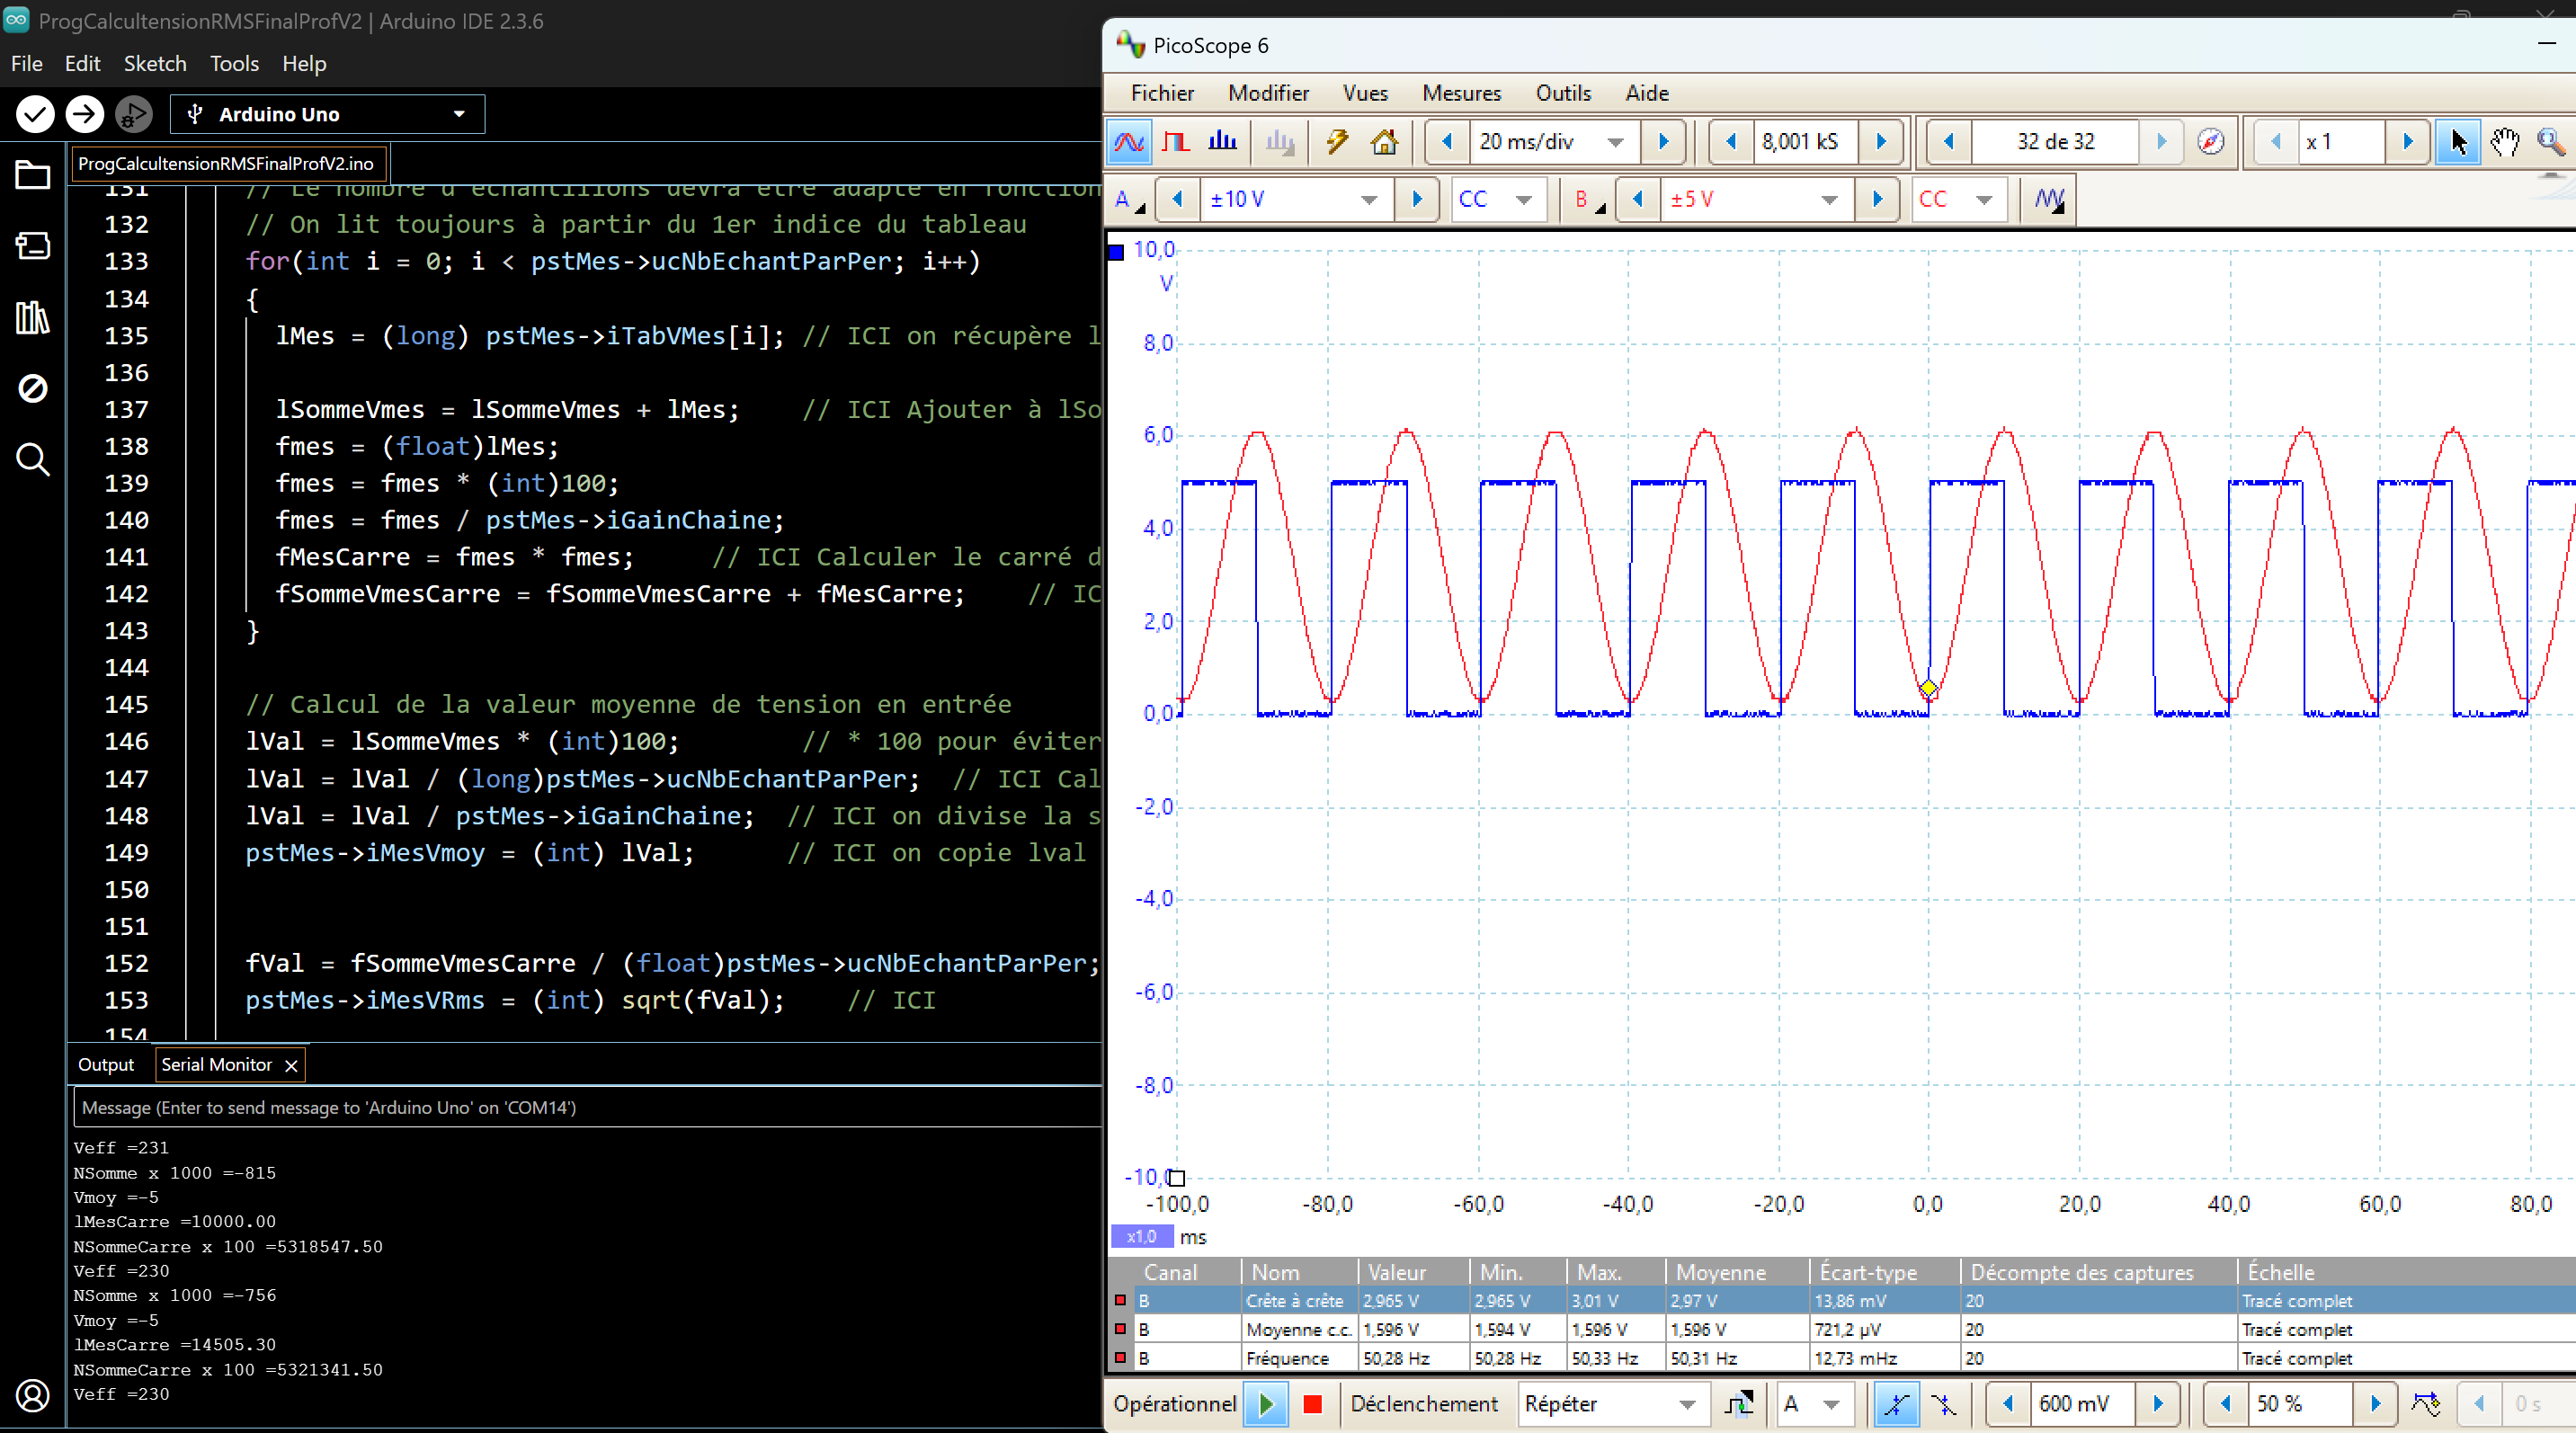 ProgCalcultensionRMSFinalProfV2 | Arduino IDE 2.3.6
File Edit Sketch Tools Help
Arduino Uno
ProgCalcultensionRMSFinalProfV2.ino
131 // Le nombre d'échantillons devra être adapté en fonction
132 // On lit toujours à partir du 1er indice du tableau
133 for(int i = 0; i < pstMes->ucNbEchantParPer; i++)
134 {
135 lMes = (long) pstMes->iTabVMes[i]; // ICI on récupère l
136
137 lSommeVmes = lSommeVmes + lMes; // ICI Ajouter à lSo
138 fmes = (float)lMes;
139 fmes = fmes * (int)100;
140 fmes = fmes / pstMes->iGainChaine;
141 fMesCarre = fmes * fmes; // ICI Calculer le carré d
142 fSommeVmesCarre = fSommeVmesCarre + fMesCarre; // IC
143 }
144
145 // Calcul de la valeur moyenne de tension en entrée
146 lVal = lSommeVmes * (int)100; // * 100 pour éviter
147 lVal = lVal / (long)pstMes->ucNbEchantParPer; // ICI Cal
148 lVal = lVal / pstMes->iGainChaine; // ICI on divise la s
149 pstMes->iMesVmoy = (int) lVal; // ICI on copie lval
150
151
152 fVal = fSommeVmesCarre / (float)pstMes->ucNbEchantParPer;
153 pstMes->iMesVRms = (int) sqrt(fVal); // ICI
154
Output Serial Monitor
Message (Enter to send message to 'Arduino Uno' on 'COM14')
Veff =231
NSomme x 1000 =-815
Vmoy =-5
lMesCarre =10000.00
NSommeCarre x 100 =5318547.50
Veff =230
NSomme x 1000 =-756
Vmoy =-5
lMesCarre =14505.30
NSommeCarre x 100 =5321341.50
Veff =230
PicoScope 6
Fichier Modifier Vues Mesures Outils Aide
20 ms/div 8,001 kS 32 de 32 x 1
A ±10 V CC B ±5 V CC
10,0
V
8,0
6,0
4,0
2,0
0,0
-2,0
-4,0
-6,0
-8,0
-10,0
-100,0 -80,0 -60,0 -40,0 -20,0 0,0 20,0 40,0 60,0 80,0
x1,0 ms
Canal Nom Valeur Min. Max. Moyenne Écart-type Décompte des captures Échelle
B Crête à crête 2,965 V 2,965 V 3,01 V 2,97 V 13,86 mV 20 Tracé complet
B Moyenne c.c. 1,596 V 1,594 V 1,596 V 1,596 V 721,2 µV 20 Tracé complet
B Fréquence 50,28 Hz 50,28 Hz 50,33 Hz 50,31 Hz 12,73 mHz 20 Tracé complet
Opérationnel Déclenchement Répéter A 600 mV 50 % 0 s